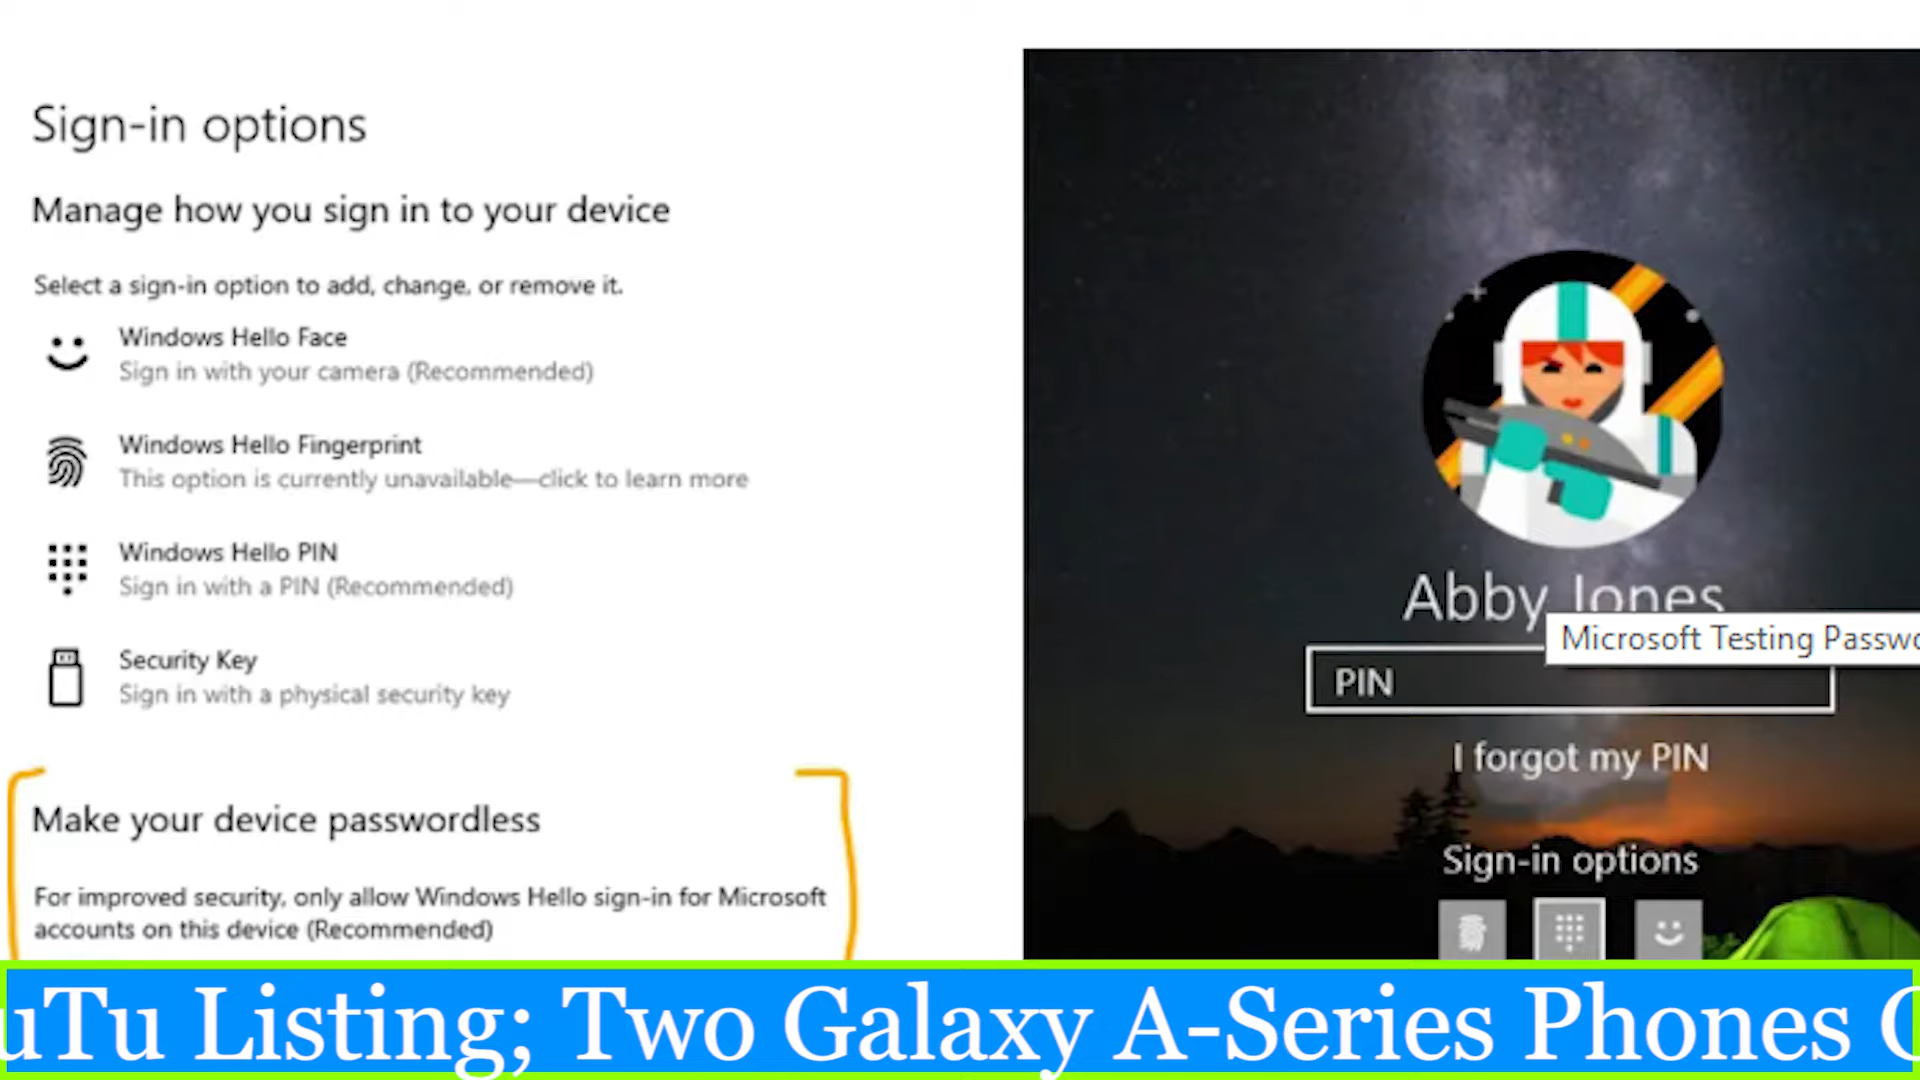 Sign-in options
Manage how you sign in to your device
Select a sign-in option to add, change, or remove it.
Windows Hello Face
Sign in with your camera (Recommended)
Windows Hello Fingerprint
This option is currently unavailable—click to learn more
Windows Hello PIN
Sign in with a PIN (Recommended)
Security Key
Sign in with a physical security key
Make your device passwordless
For improved security, only allow Windows Hello sign-in for Microsoft
accounts on this device (Recommended)
Abby Jones
Microsoft Testing Passwo
PIN
I forgot my PIN
Sign-in options
uTu Listing; Two Galaxy A-Series Phones